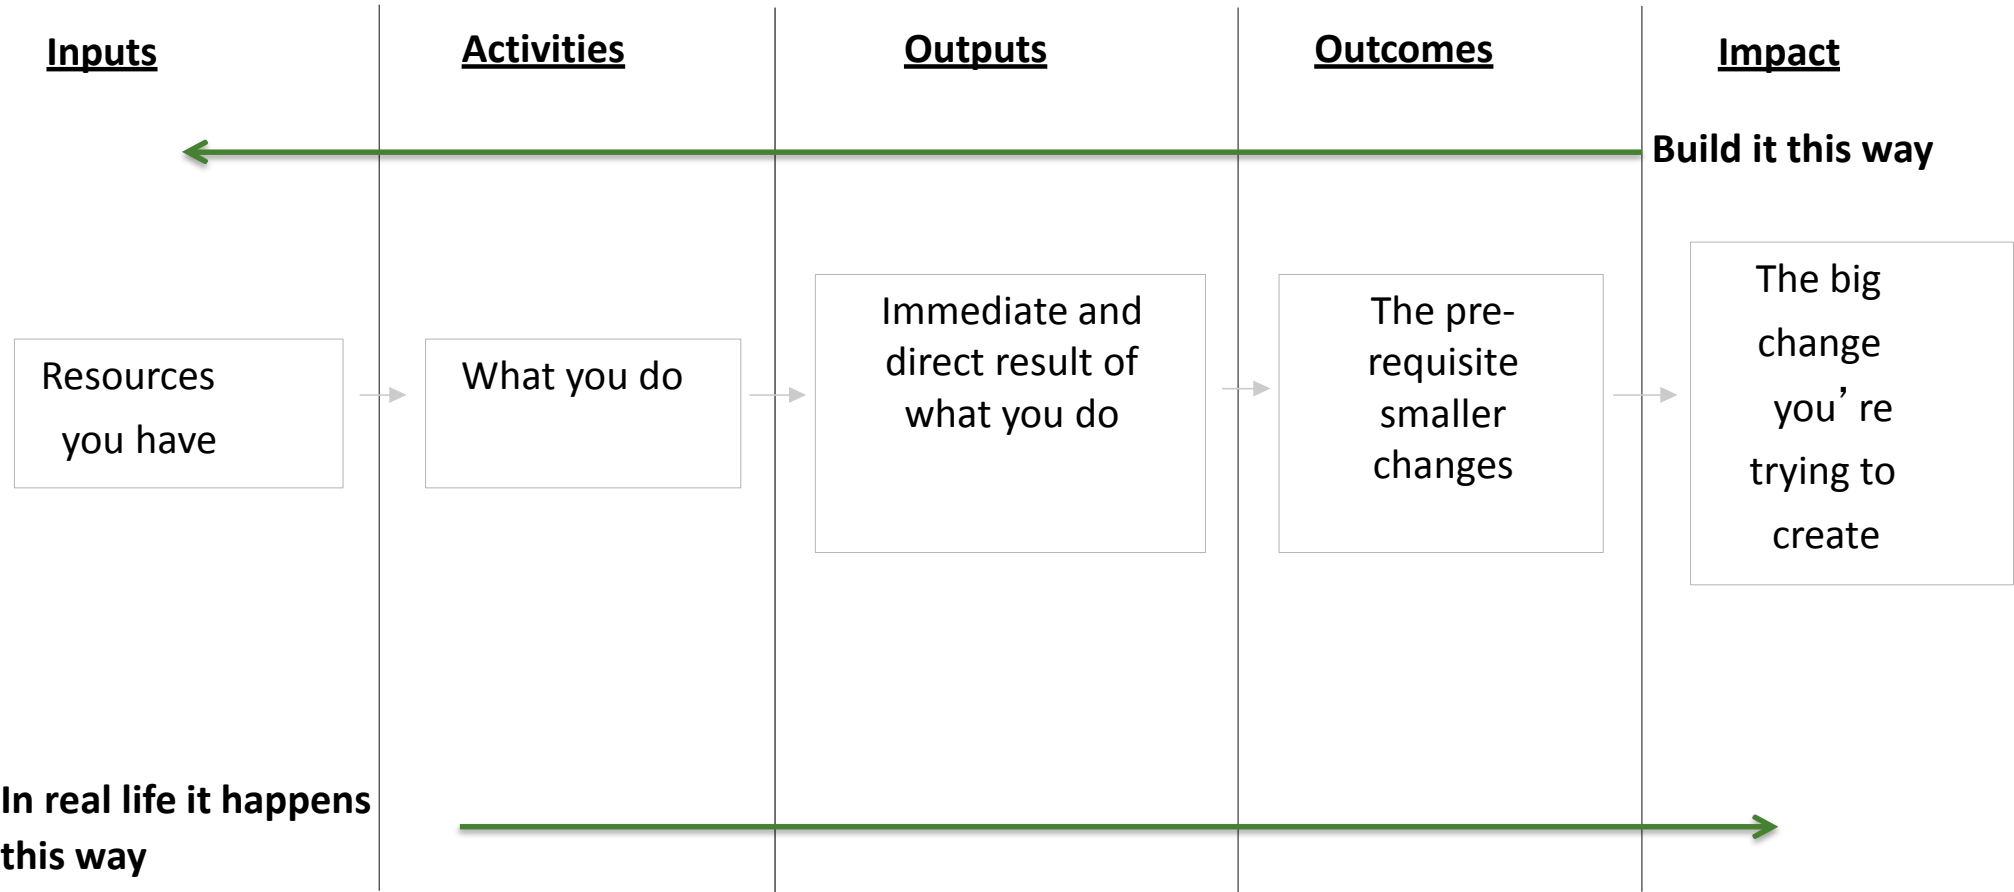 Inputs
Activities
Outputs
Outcomes
Impact
Build it this way
Resources
you have
What you do
Immediate and
direct result of
what you do
The pre-
requisite
smaller
changes
The big
change
you’ re
trying to
create
In real life it happens
this way